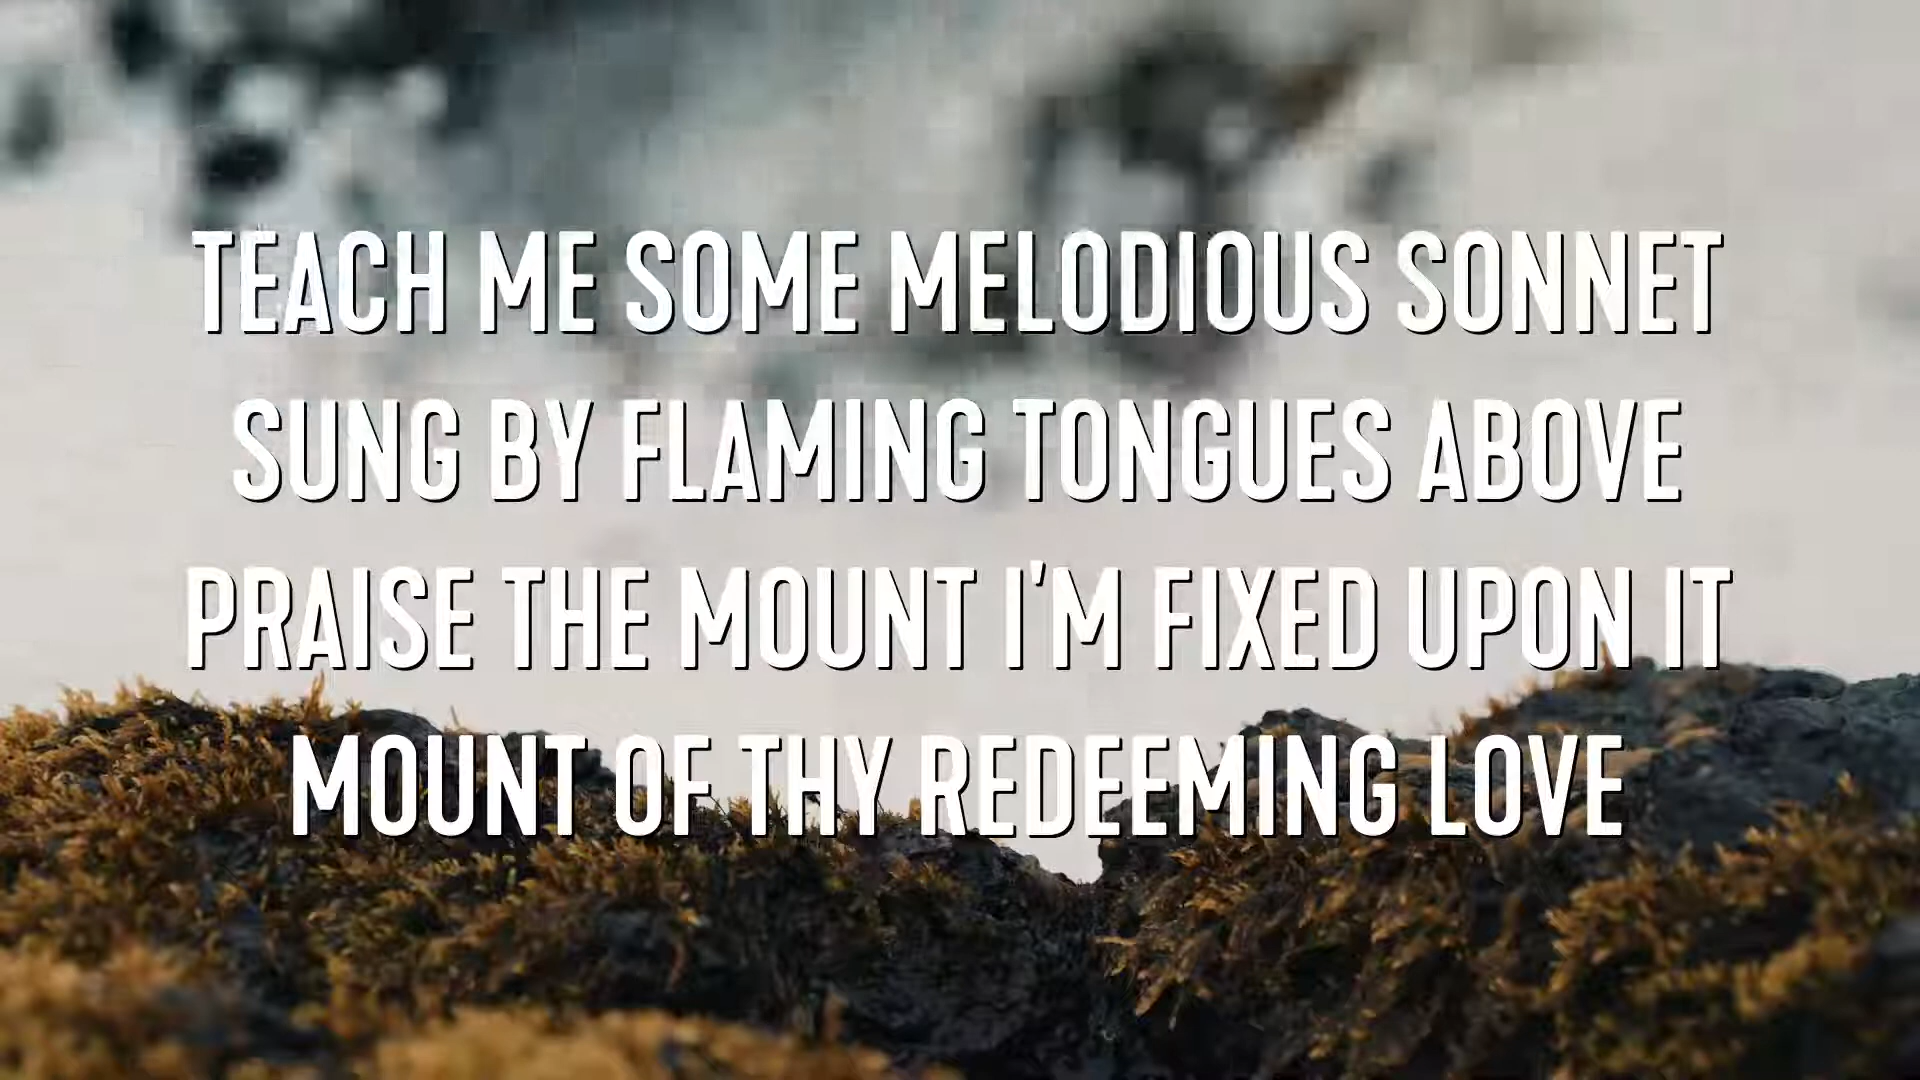 TEACH ME SOME MELODIOUS SONNET
SUNG BY FLAMING TONGUES ABOVE
PRAISE THE MOUNT I'M FIXED UPON IT
MOUNT OF THY REDEEMING LOVE